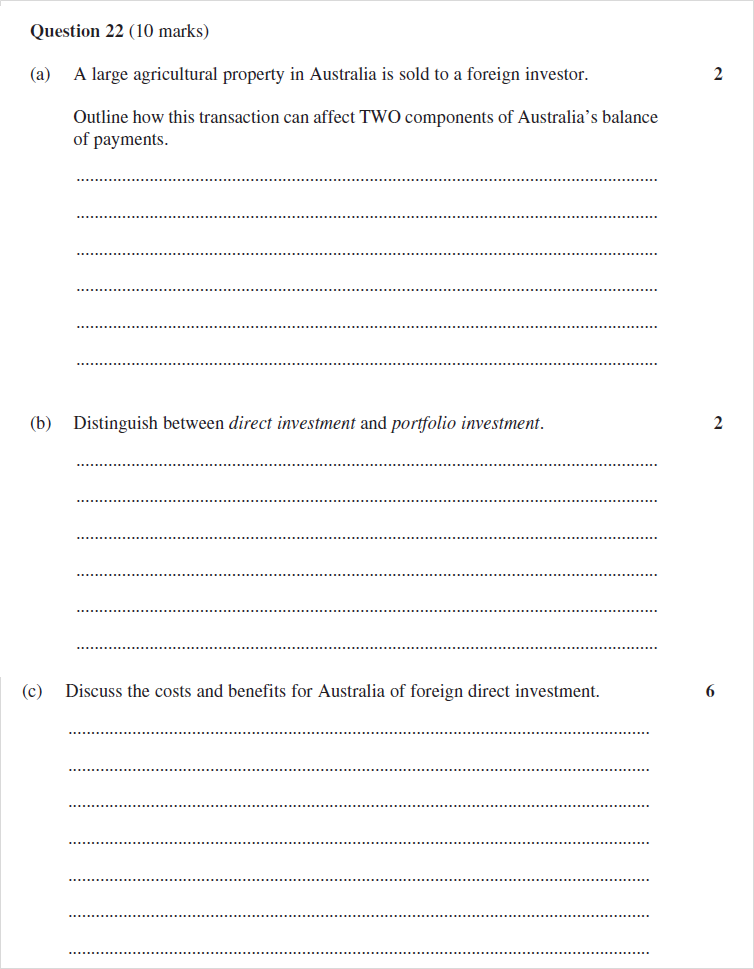 Question 22 (10 marks)
(a) A large agricultural property in Australia is sold to a foreign investor. 2
Outline how this transaction can affect TWO components of Australia’s balance
of payments.
(b) Distinguish between direct investment and portfolio investment. 2
(c) Discuss the costs and benefits for Australia of foreign direct investment. 6